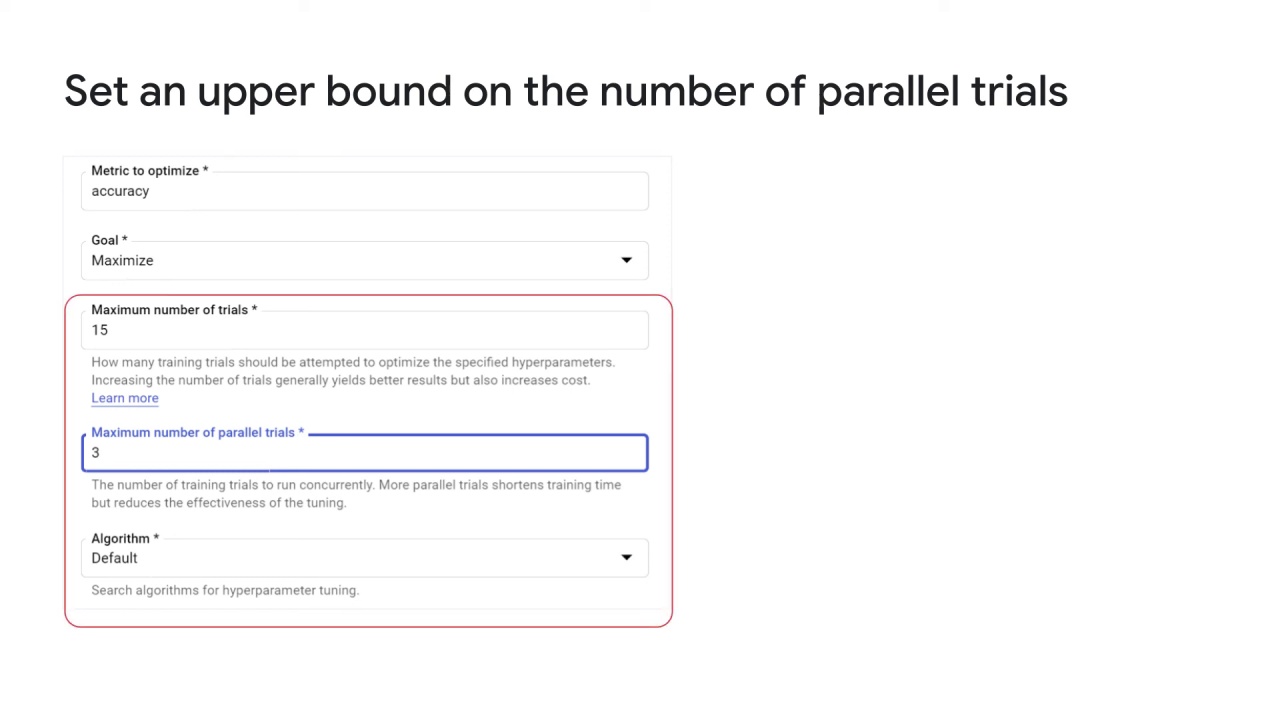 Set an upper bound on the number of parallel trials
Metric to optimize *
accuracy
Goal *
Maximize
Maximum number of trials *
15
How many training trials should be attempted to optimize the specified hyperparameters.
Increasing the number of trials generally yields better results but also increases cost.
Learn more
Maximum number of parallel trials *
3
The number of training trials to run concurrently. More parallel trials shortens training time
but reduces the effectiveness of the tuning.
Algorithm *
Default
Search algorithms for hyperparameter tuning.